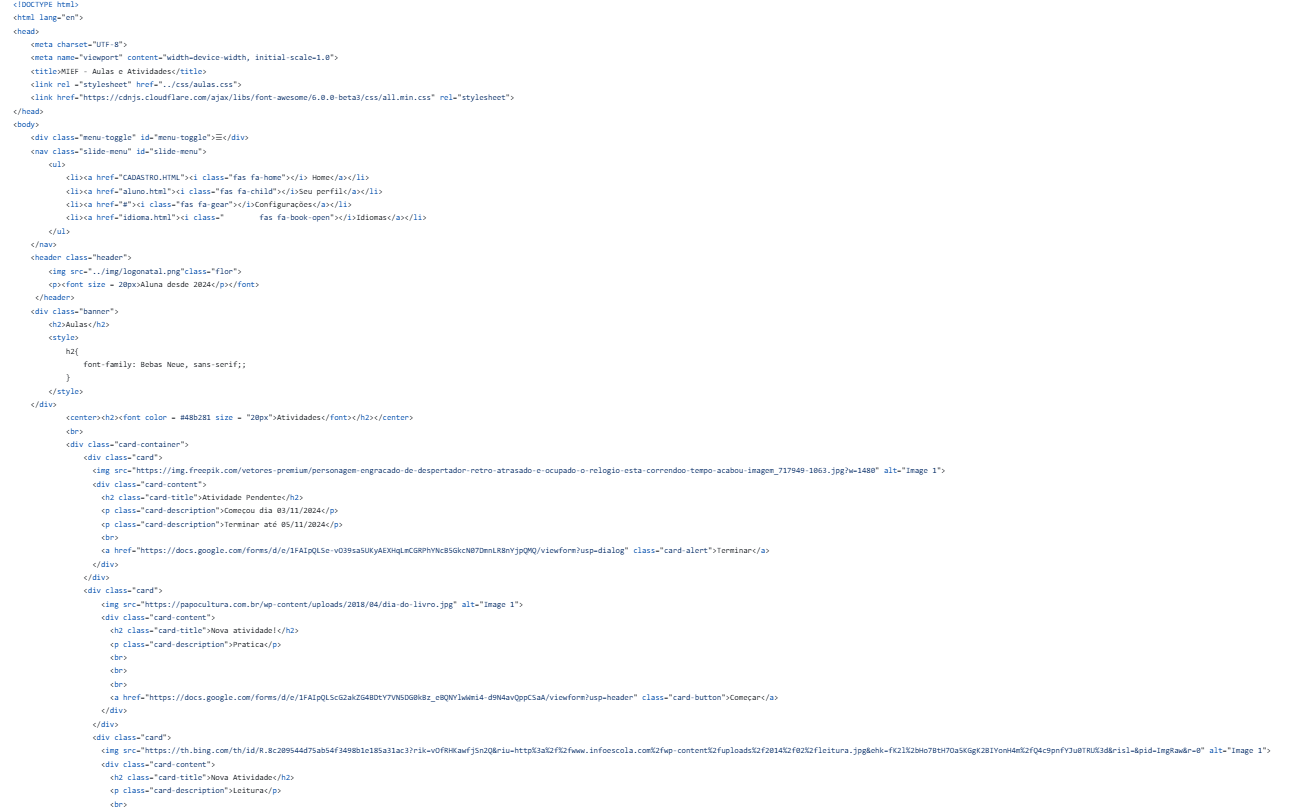 <!DOCTYPE html>
<html lang="en">
<head>
<meta charset="UTF-8">
<meta name="viewport" content="width=device-width, initial-scale=1.0">
<title>MIEF - Aulas e Atividades</title>
<link rel ="stylesheet" href="../css/aulas.css">
<link href="https://cdnjs.cloudflare.com/ajax/libs/font-awesome/6.0.0-beta3/css/all.min.css" rel="stylesheet">
</head>
<body>
<div class="menu-toggle" id="menu-toggle">☰</div>
<nav class="slide-menu" id="slide-menu">
<ul>
<li><a href="CADASTRO.HTML"><i class="fas fa-home"></i> Home</a></li>
<li><a href="aluno.html"><i class="fas fa-child"></i>Seu perfil</a></li>
<li><a href="#"><i class="fas fa-gear"></i>Configurações</a></li>
<li><a href="idioma.html"><i class="        fas fa-book-open"></i>Idiomas</a></li>
</ul>
</nav>
<header class="header">
<img src="../img/logonatal.png"class="flor">
<p><font size = 20px>Aluna desde 2024</p></font>
</header>
<div class="banner">
<h2>Aulas</h2>
<style>
h2{
font-family: Bebas Neue, sans-serif;;
}
</style>
</div>
<center><h2><font color = #48b281 size = "20px">Atividades</font></h2></center>
<br>
<div class="card-container">
<div class="card">
<img src="https://img.freepik.com/vetores-premium/personagem-engracado-de-despertador-retro-atrasado-e-ocupado-o-relogio-esta-correndoo-tempo-acabou-imagem_717949-1063.jpg?w=1480" alt="Image 1">
<div class="card-content">
<h2 class="card-title">Atividade Pendente</h2>
<p class="card-description">Começou dia 03/11/2024</p>
<p class="card-description">Terminar até 05/11/2024</p>
<br>
<a href="https://docs.google.com/forms/d/e/1FAIpQLSe-vO39sa5UKyAEXHqLmCGRPhYNcB5GkcN07DmnLR8nYjpQMQ/viewform?usp=dialog" class="card-alert">Terminar</a>
</div>
</div>
<div class="card">
<img src="https://papocultura.com.br/wp-content/uploads/2018/04/dia-do-livro.jpg" alt="Image 1">
<div class="card-content">
<h2 class="card-title">Nova atividade!</h2>
<p class="card-description">Pratica</p>
<br>
<br>
<br>
<a href="https://docs.google.com/forms/d/e/1FAIpQLScG2akZG4BDtY7VN5DG0kBz_eBQNYlwWmi4-d9N4avQppCSaA/viewform?usp=header" class="card-button">Começar</a>
</div>
</div>
<div class="card">
<img src="https://th.bing.com/th/id/R.8c209544d75ab54f3498b1e185a31ac3?rik=vOfRHKawfjSn2Q&riu=http%3a%2f%2fwww.infoescola.com%2fwp-content%2fuploads%2f2014%2f02%2fleitura.jpg&ehk=fK2l%2bHo7BtH7Oa5KGgK2BIYonH4m%2fQ4c9pnfYJu0TRU%3d&risl=&pid=ImgRaw&r=0" alt="Image 1">
<div class="card-content">
<h2 class="card-title">Nova Atividade</h2>
<p class="card-description">Leitura</p>
<br>